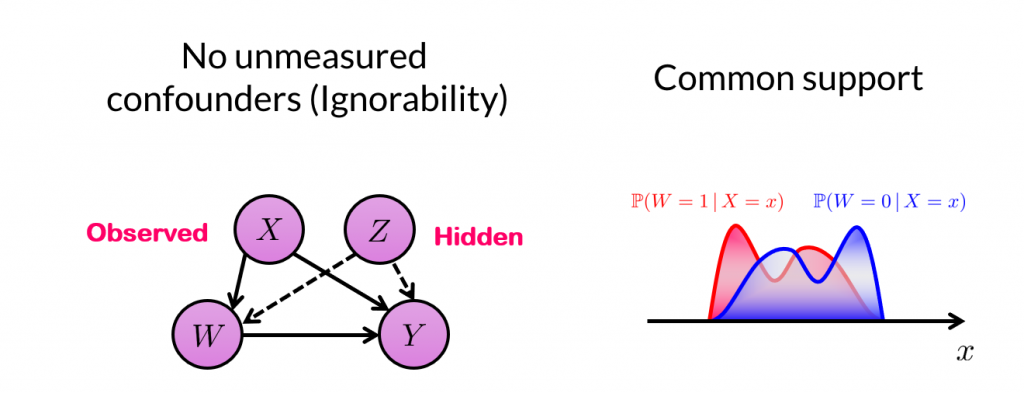 No unmeasured
confounders (Ignorability)
Common support
ℙ(W = 1 | X = x)
ℙ(W = 0 | X = x)
Observed
X
Z
Hidden
W
Y
x